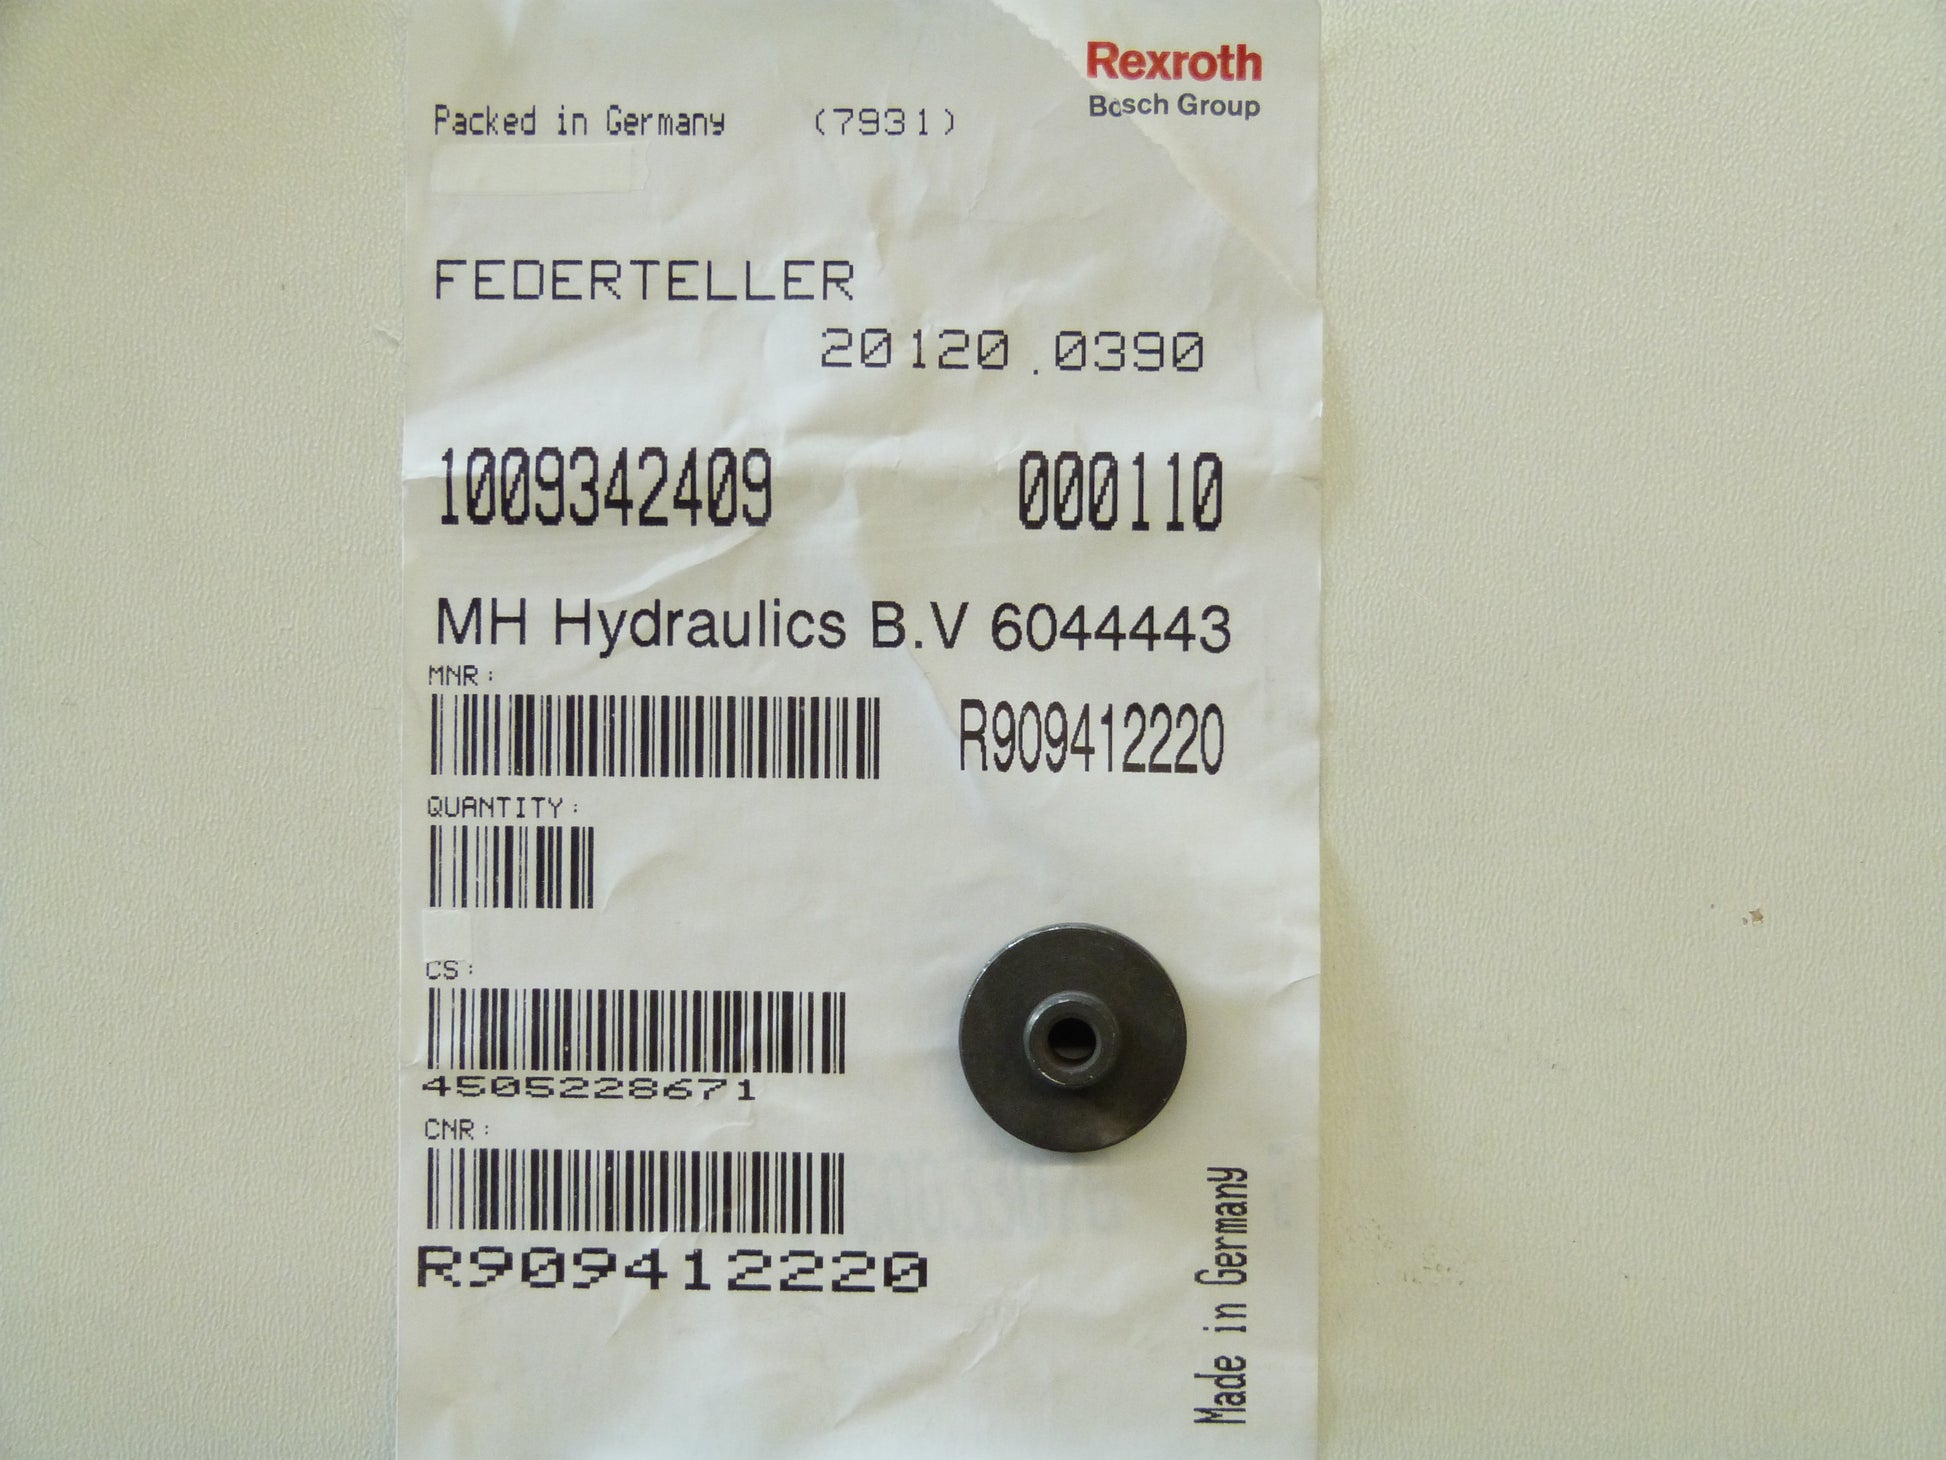 Rexroth
Bosch Group
Packed in Germany (7931)
FEDERTELLER
20120.0390
1009342409 000110
MH Hydraulics B.V 6044443
MNR:
R909412220
QUANTITY:
CS:
4505228671
CNR:
R909412220
Made in Germany